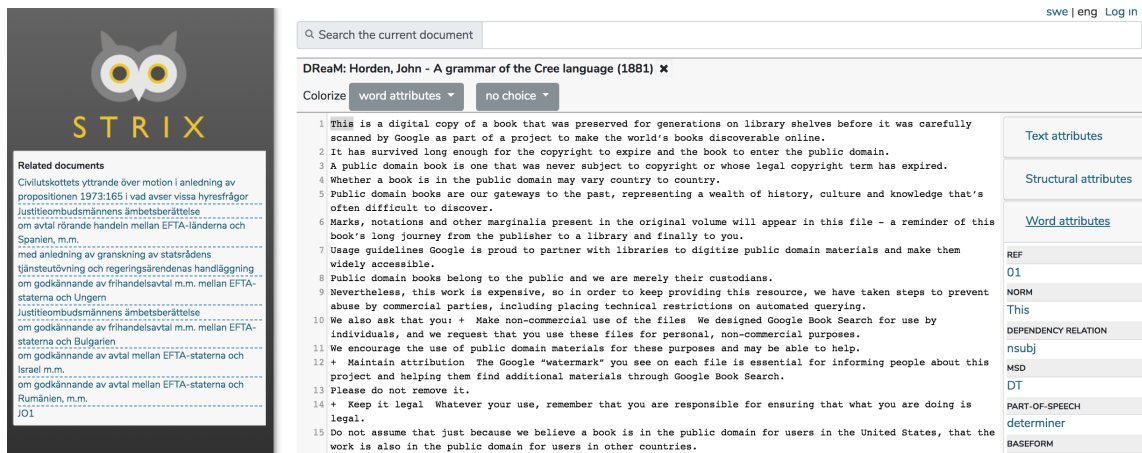 swe | eng Log in
Search the current document
DReaM: Horden, John - A grammar of the Cree language (1881) ✖
Colorize word attributes no choice
STRIX
Related documents
Civilutskottets yttrande över motion i anledning av
propositionen 1973:165 i vad avser vissa hyresfrågor
Justitieombudsmännens ämbetsberättelse
om avtal rörande handeln mellan EFTA-länderna och
Spanien, m.m.
med anledning av granskning av statsrådens
tjänsteutövning och regeringsärendenas handläggning
om godkännande av frihandelsavtal m.m. mellan EFTA-
staterna och Ungern
Justitieombudsmännens ämbetsberättelse
om godkännande av frihandelsavtal m.m. mellan EFTA-
staterna och Bulgarien
om godkännande av avtal mellan EFTA-staterna och
Israel m.m.
om godkännande av avtal mellan EFTA-staterna och
Rumänien, m.m.
JO1
1 This is a digital copy of a book that was preserved for generations on library shelves before it was carefully
scanned by Google as part of a project to make the world's books discoverable online.
2 It has survived long enough for the copyright to expire and the book to enter the public domain.
3 A public domain book is one that was never subject to copyright or whose legal copyright term has expired.
4 Whether a book is in the public domain may vary country to country.
5 Public domain books are our gateways to the past, representing a wealth of history, culture and knowledge that's
often difficult to discover.
6 Marks, notations and other marginalia present in the original volume will appear in this file - a reminder of this
book's long journey from the publisher to a library and finally to you.
7 Usage guidelines Google is proud to partner with libraries to digitize public domain materials and make them
widely accessible.
8 Public domain books belong to the public and we are merely their custodians.
9 Nevertheless, this work is expensive, so in order to keep providing this resource, we have taken steps to prevent
abuse by commercial parties, including placing technical restrictions on automated querying.
10 We also ask that you: + Make non-commercial use of the files We designed Google Book Search for use by
individuals, and we request that you use these files for personal, non-commercial purposes.
11 We encourage the use of public domain materials for these purposes and may be able to help.
12 + Maintain attribution The Google "watermark" you see on each file is essential for informing people about this
project and helping them find additional materials through Google Book Search.
13 Please do not remove it.
14 + Keep it legal Whatever your use, remember that you are responsible for ensuring that what you are doing is
legal.
15 Do not assume that just because we believe a book is in the public domain for users in the United States, that the
work is also in the public domain for users in other countries.
Text attributes
Structural attributes
Word attributes
REF
01
NORM
This
DEPENDENCY RELATION
nsubj
MSD
DT
PART-OF-SPEECH
determiner
BASEFORM